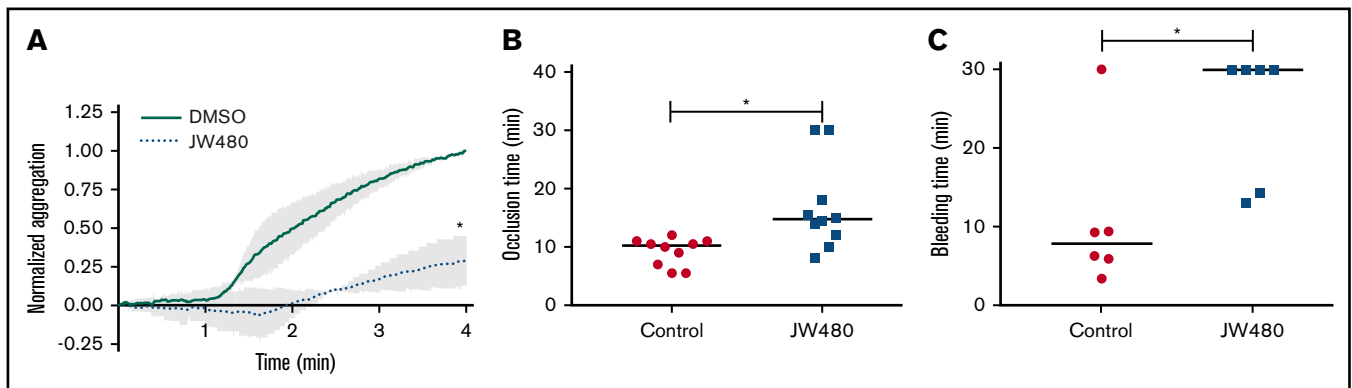 A
Normalized aggregation
1.25
1.00
0.75
0.50
0.25
0.00
-0.25
DMSO
JW480
*
1 2 3 4
Time (min)
B
Occlusion time (min)
40
30
20
10
0
*
Control JW480
C
Bleeding time (min)
30
20
10
0
*
Control JW480